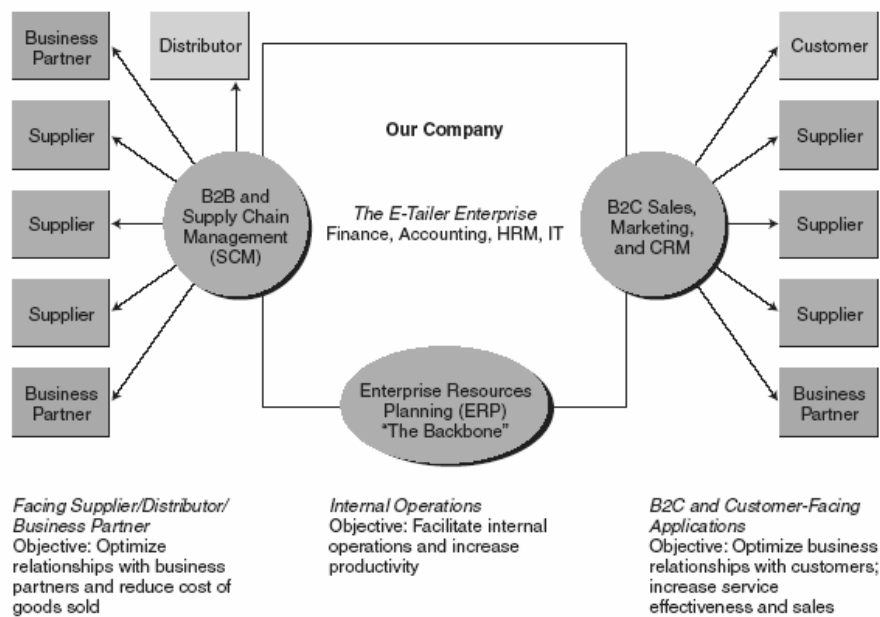 Business
Partner
Distributor
Customer
Supplier
Our Company
Supplier
B2B and
Supply Chain
Management
(SCM)
Supplier
The E-Tailer Enterprise
Finance, Accounting, HRM, IT
B2C Sales,
Marketing,
and CRM
Supplier
Supplier
Supplier
Business
Partner
Enterprise Resources
Planning (ERP)
"The Backbone"
Business
Partner
Facing Supplier/Distributor/
Business Partner
Objective: Optimize
relationships with business
partners and reduce cost of
goods sold
Internal Operations
Objective: Facilitate internal
operations and increase
productivity
B2C and Customer-Facing
Applications
Objective: Optimize business
relationships with customers;
increase service
effectiveness and sales